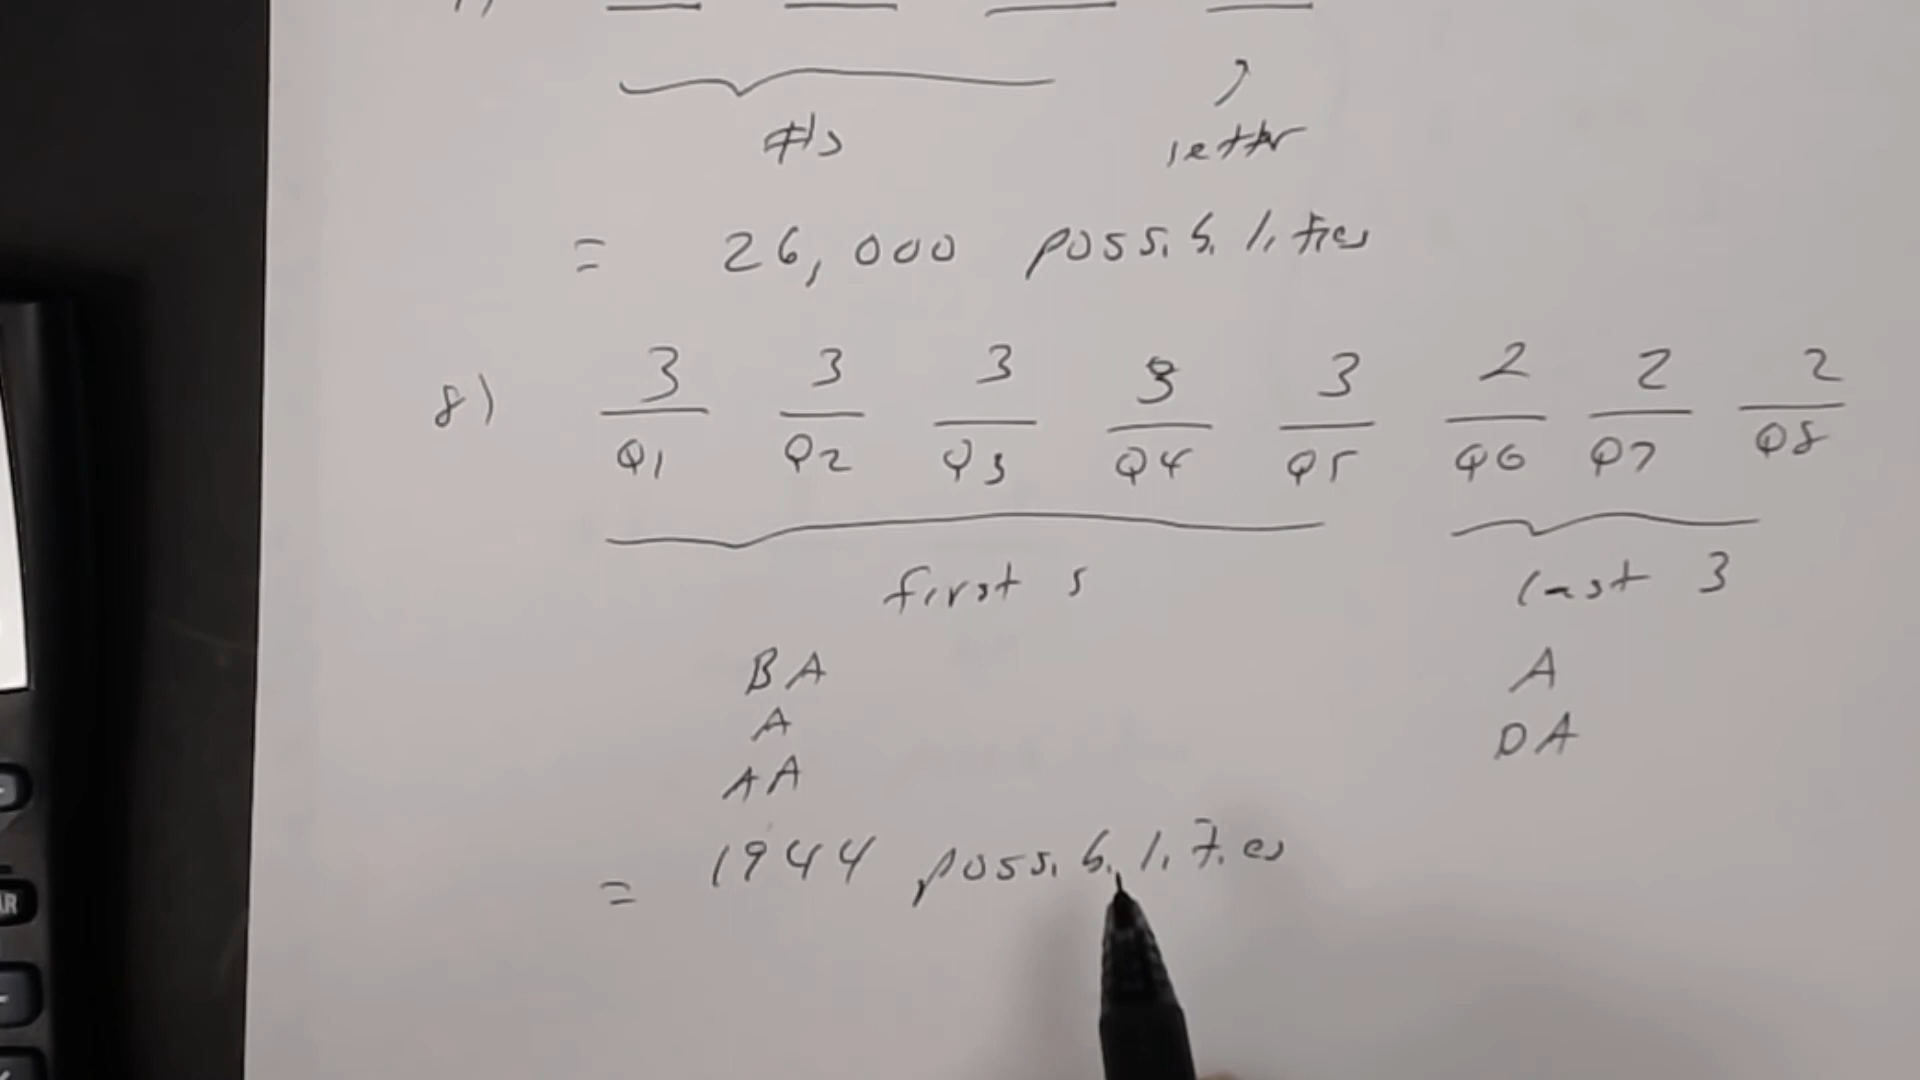 #'s letter
= 26,000 possibilities
8) 3 3 3 3 3 2 2 2
Q1 Q2 Q3 Q4 Q5 Q6 Q7 Q8
first 5 last 3
BA A
A DA
AA
= 1944 possibilities